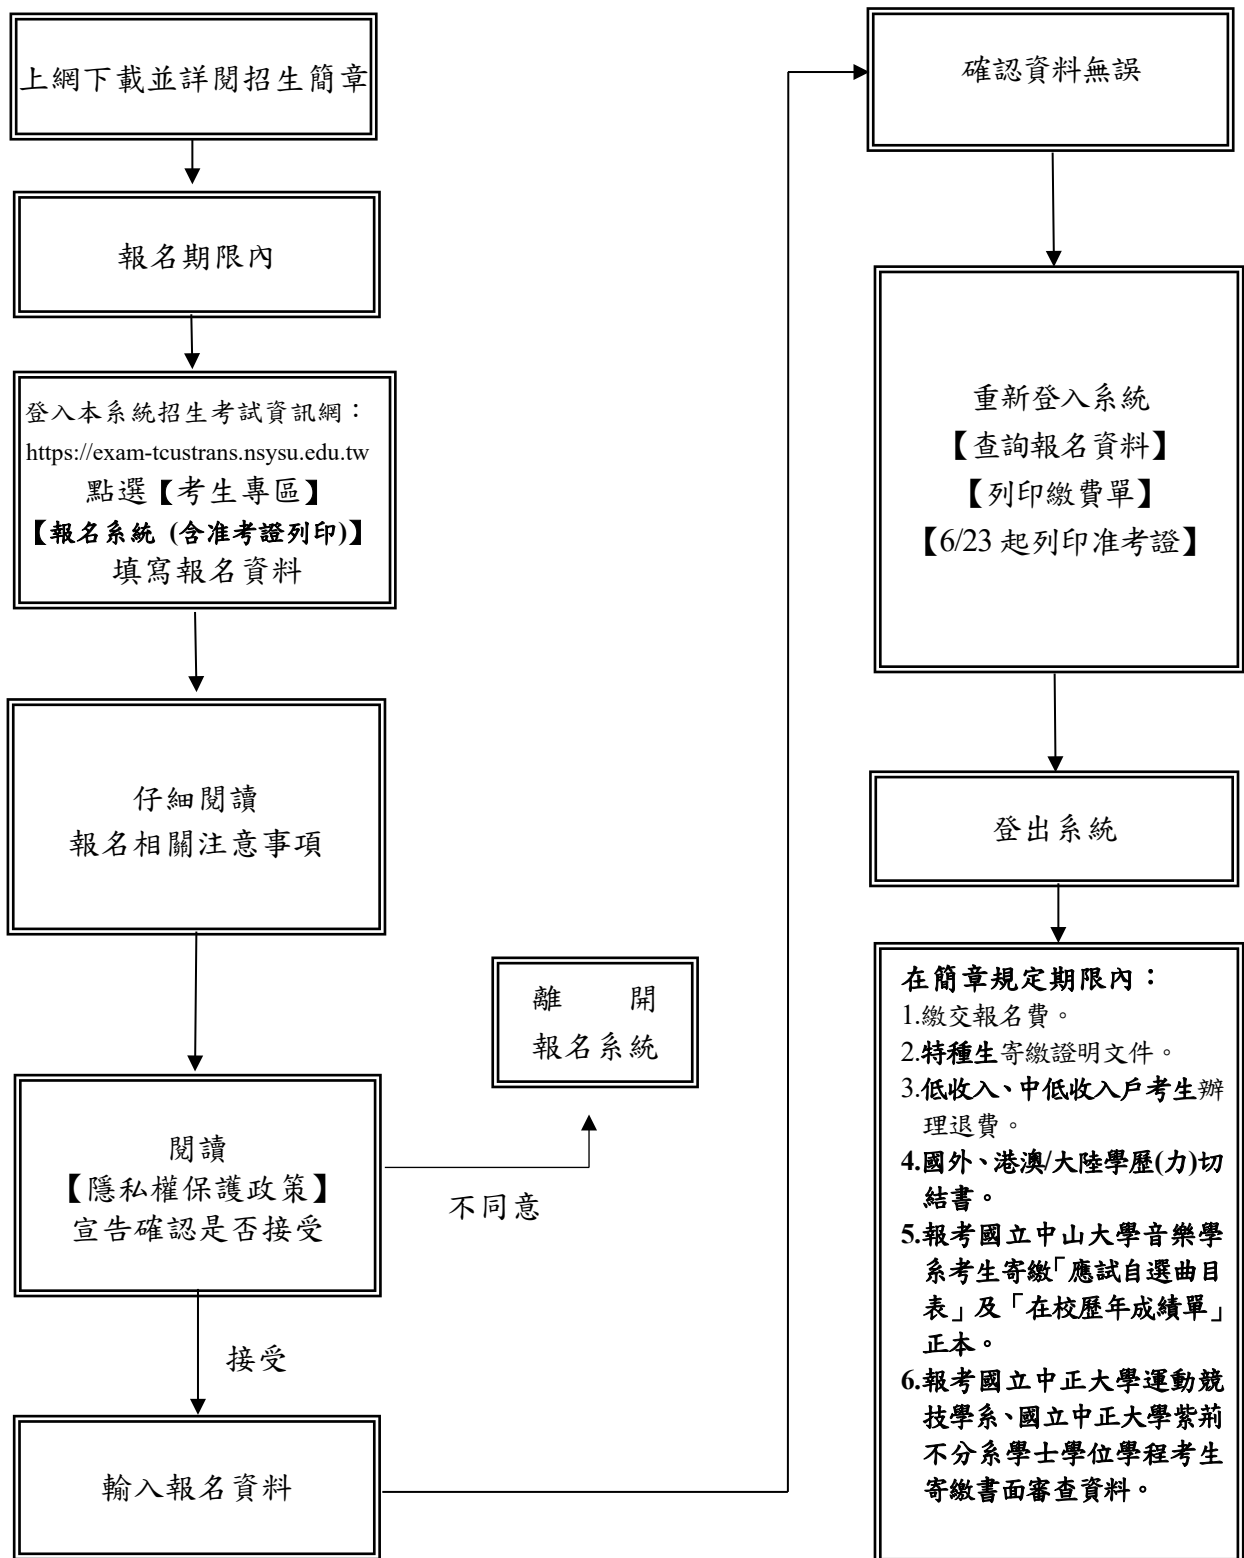 上網下載並詳閱招生簡章
報名期限內
登入本系統招生考試資訊網：
https://exam-tcustrans.nsysu.edu.tw
點選【考生專區】
【報名系統 (含准考證列印)】
填寫報名資料
仔細閱讀
報名相關注意事項
閱讀
【隱私權保護政策】
宣告確認是否接受
不同意
離　　開
報名系統
接受
輸入報名資料
確認資料無誤
重新登入系統
【查詢報名資料】
【列印繳費單】
【6/23 起列印准考證】
登出系統
在簡章規定期限內：
1.繳交報名費。
2.特種生寄繳證明文件。
3.低收入、中低收入戶考生辦
理退費。
4.國外、港澳/大陸學歷(力)切
結書。
5.報考國立中山大學音樂學
系考生寄繳「應試自選曲目
表」及「在校歷年成績單」
正本。
6.報考國立中正大學運動競
技學系、國立中正大學紫荊
不分系學士學位學程考生
寄繳書面審查資料。